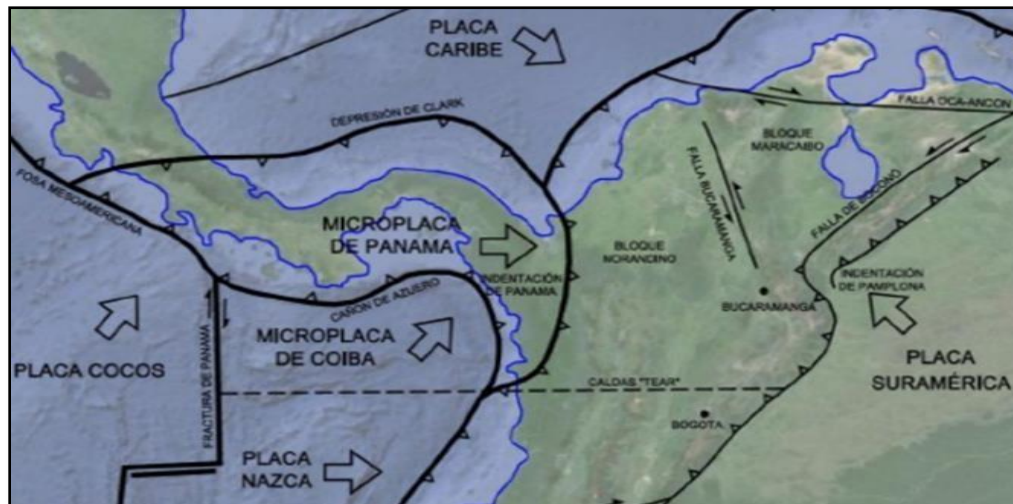 PLACA
CARIBE
DEPRESIÓN DE CLARK
FALLA OCA-ANCON
BLOQUE
MARACAIBO
FOSA MESOAMERICANA
FALLA BUCARAMANGA
FALLA DE BOCONO
MICROPLACA
DE PANAMA
INDENTACIÓN
DE PANAMA
BLOQUE
NORANDINO
INDENTACIÓN
DE PAMPLONA
BUCARAMANGA
CAÑON DE AZUERO
MICROPLACA
DE COIBA
PLACA COCOS
FRACTURA DE PANAMÁ
PLACA
SURAMÉRICA
CALDAS "TEAR"
BOGOTA
PLACA
NAZCA